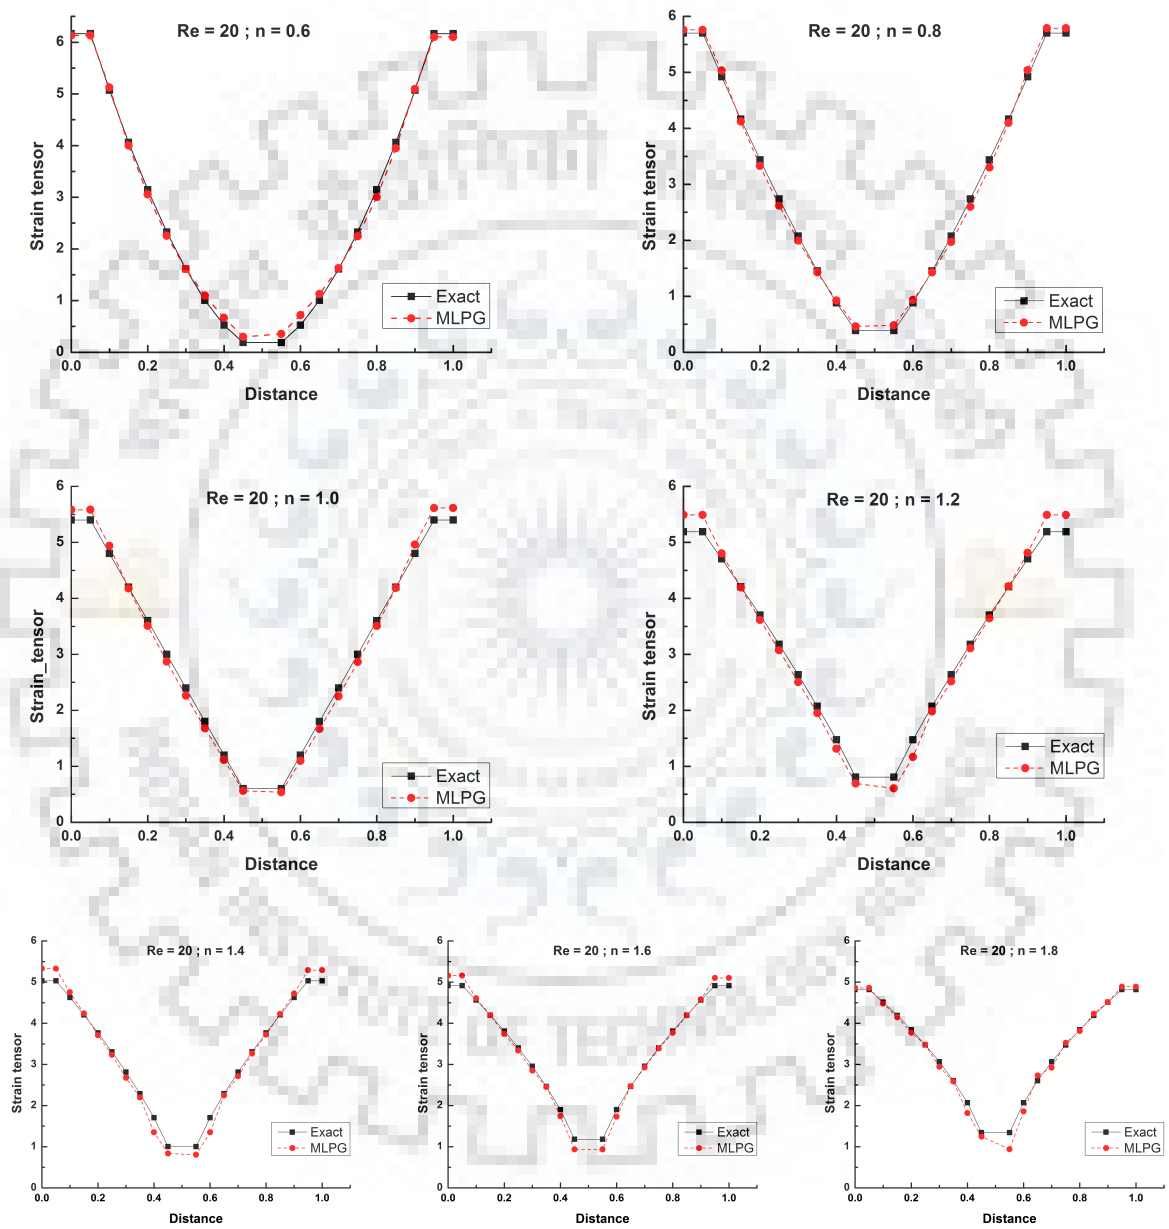 Re = 20 ; n = 0.6
Strain tensor
6
5
4
3
2
1
0
0.0 0.2 0.4 0.6 0.8 1.0
Distance
Exact
MLPG
Re = 20 ; n = 0.8
Strain tensor
6
5
4
3
2
1
0
0.0 0.2 0.4 0.6 0.8 1.0
Distance
Exact
MLPG
Re = 20 ; n = 1.0
Strain_tensor
6
5
4
3
2
1
0
0.0 0.2 0.4 0.6 0.8 1.0
Distance
Exact
MLPG
Re = 20 ; n = 1.2
Strain tensor
6
5
4
3
2
1
0
0.0 0.2 0.4 0.6 0.8 1.0
Distance
Exact
MLPG
Re = 20 ; n = 1.4
Strain tensor
6
5
4
3
2
1
0
0.0 0.2 0.4 0.6 0.8 1.0
Distance
Exact
MLPG
Re = 20 ; n = 1.6
Strain tensor
6
5
4
3
2
1
0
0.0 0.2 0.4 0.6 0.8 1.0
Distance
Exact
MLPG
Re = 20 ; n = 1.8
Strain tensor
6
5
4
3
2
1
0
0.0 0.2 0.4 0.6 0.8 1.0
Distance
Exact
MLPG